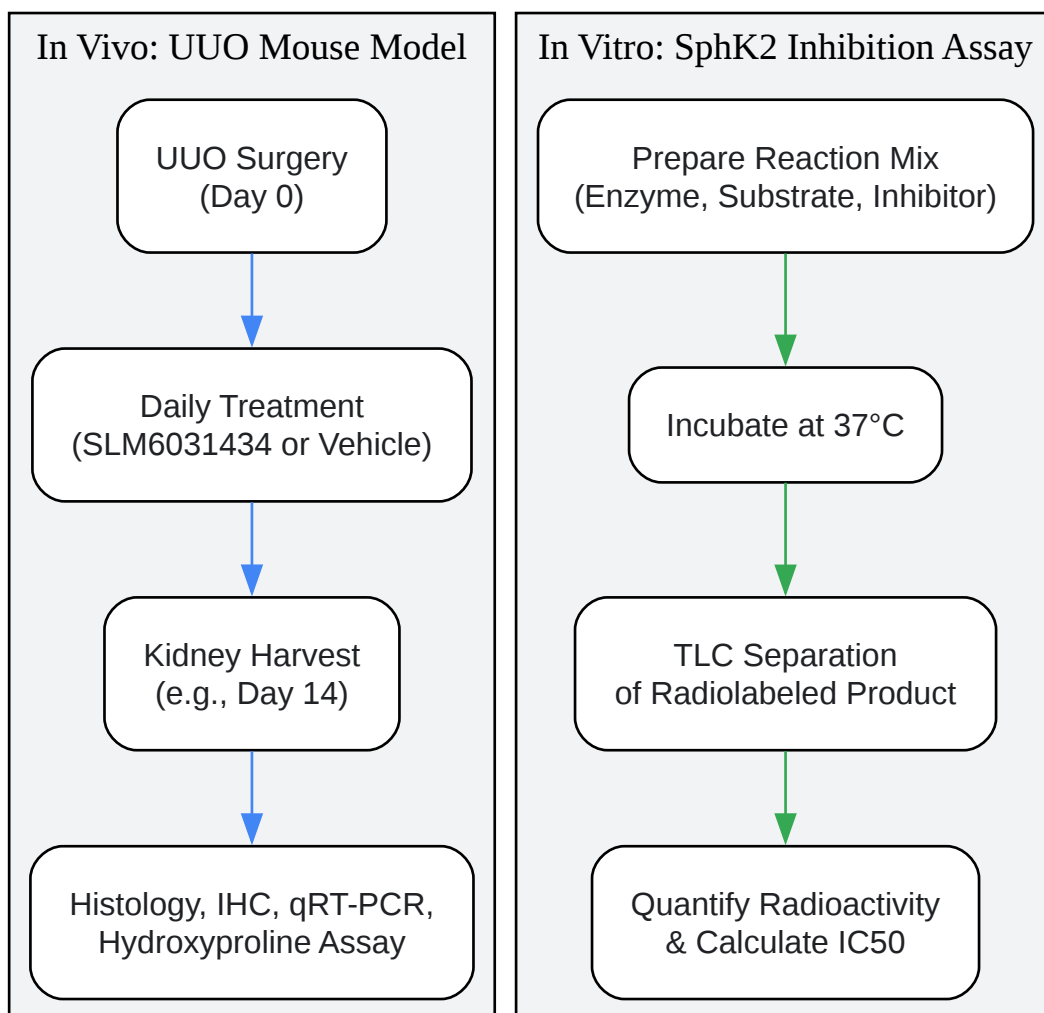 In Vivo: UUO Mouse Model
UUO Surgery
(Day 0)
Daily Treatment
(SLM6031434 or Vehicle)
Kidney Harvest
(e.g., Day 14)
Histology, IHC, qRT-PCR,
Hydroxyproline Assay
In Vitro: SphK2 Inhibition Assay
Prepare Reaction Mix
(Enzyme, Substrate, Inhibitor)
Incubate at 37°C
TLC Separation
of Radiolabeled Product
Quantify Radioactivity
& Calculate IC50